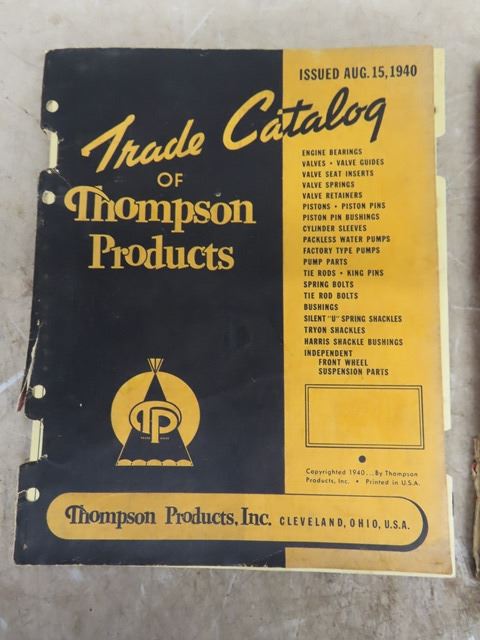 ISSUED AUG. 15, 1940
Trade Catalog
OF
Thompson
Products
ENGINE BEARINGS
VALVES • VALVE GUIDES
VALVE SEAT INSERTS
VALVE SPRINGS
VALVE RETAINERS
PISTONS • PISTON PINS
PISTON PIN BUSHINGS
CYLINDER SLEEVES
PACKLESS WATER PUMPS
FACTORY TYPE PUMPS
PUMP PARTS
TIE RODS • KING PINS
SPRING BOLTS
TIE ROD BOLTS
BUSHINGS
SILENT "U" SPRING SHACKLES
TRYON SHACKLES
HARRIS SHACKLE BUSHINGS
INDEPENDENT
FRONT WHEEL
SUSPENSION PARTS
TP
TRADE MARK
Copyrighted 1940 . . . By Thompson
Products, Inc. • Printed in U.S.A.
Thompson Products, Inc. CLEVELAND, OHIO, U.S.A.